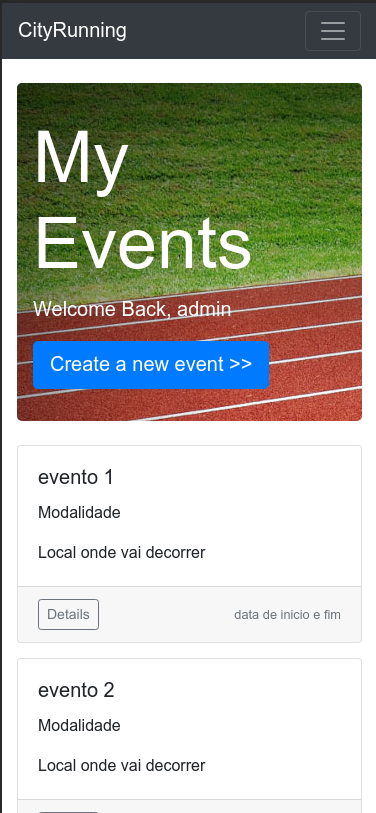 CityRunning
My
Events
Welcome Back, admin
Create a new event >>
evento 1
Modalidade
Local onde vai decorrer
Details
data de inicio e fim
evento 2
Modalidade
Local onde vai decorrer